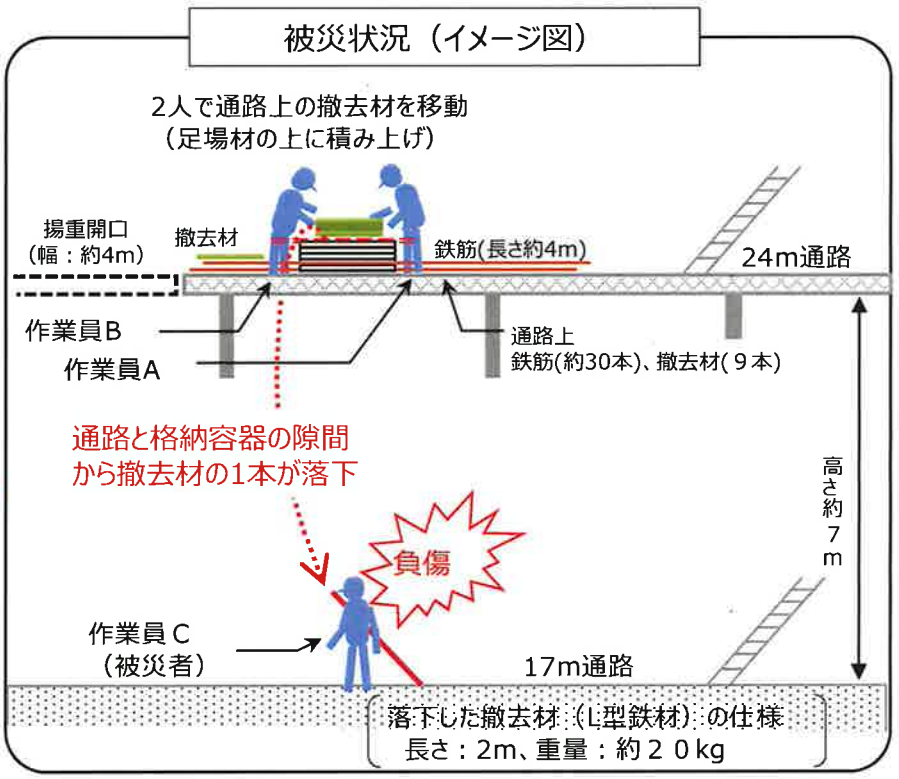 被災状況（イメージ図）
2人で通路上の撤去材を移動
（足場材の上に積み上げ）
揚重開口
（幅：約4m）
撤去材
鉄筋(長さ約4m)
24m通路
作業員B
作業員A
通路上
鉄筋(約30本)、撤去材(９本)
通路と格納容器の隙間
から撤去材の1本が落下
高さ約７m
負傷
作業員Ｃ
（被災者）
17m通路
落下した撤去材（L型鉄材）の仕様
長さ：2m、重量：約２０kg